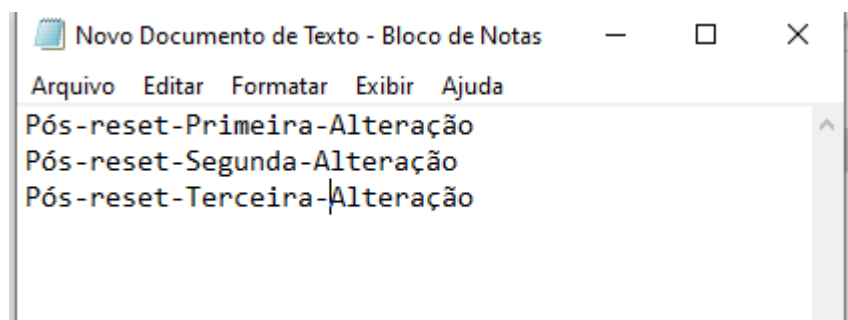 Novo Documento de Texto - Bloco de Notas
Arquivo Editar Formatar Exibir Ajuda
Pós-reset-Primeira-Alteração
Pós-reset-Segunda-Alteração
Pós-reset-Terceira-Alteração